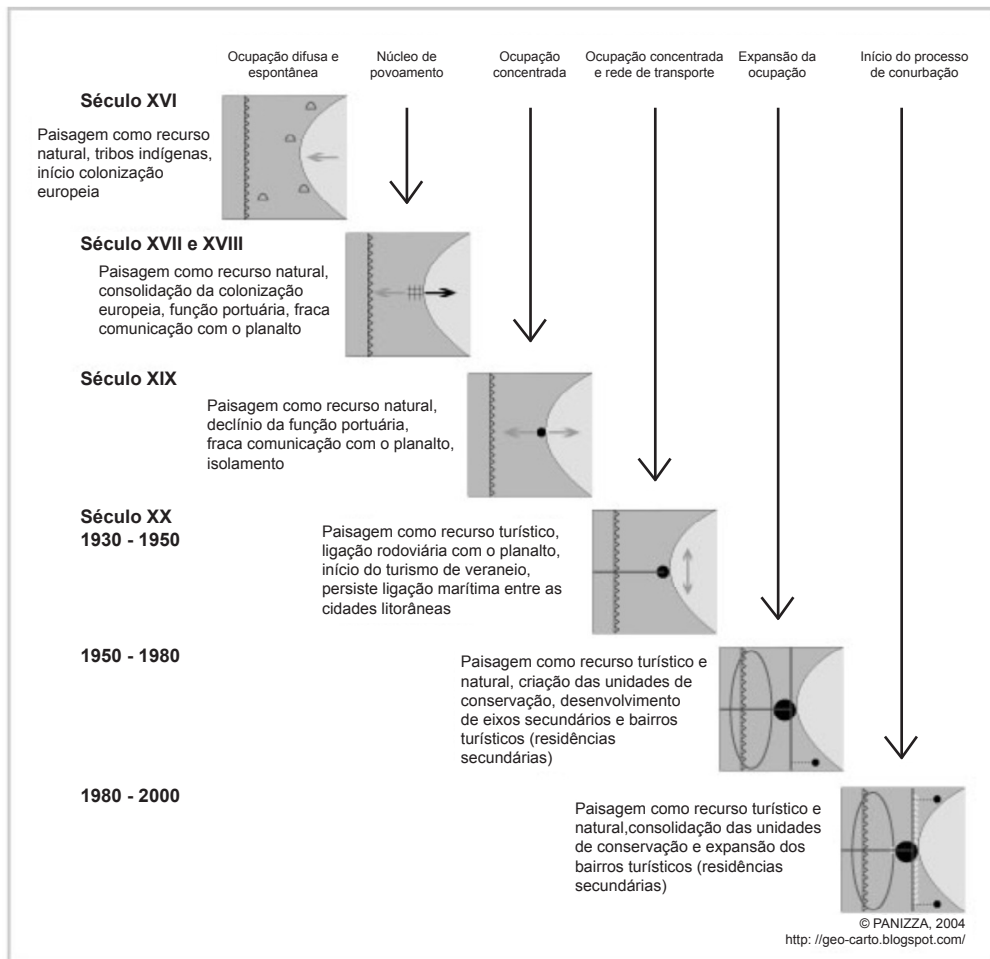 Ocupação difusa e
espontânea
Núcleo de
povoamento
Ocupação
concentrada
Ocupação concentrada
e rede de transporte
Expansão da
ocupação
Início do processo
de conurbação
Século XVI
Paisagem como recurso
natural, tribos indígenas,
início colonização
europeia
Século XVII e XVIII
Paisagem como recurso natural,
consolidação da colonização
europeia, função portuária, fraca
comunicação com o planalto
Século XIX
Paisagem como recurso natural,
declínio da função portuária,
fraca comunicação com o planalto,
isolamento
Século XX
1930 - 1950
Paisagem como recurso turístico,
ligação rodoviária com o planalto,
início do turismo de veraneio,
persiste ligação marítima entre as
cidades litorâneas
1950 - 1980
Paisagem como recurso turístico e
natural, criação das unidades de
conservação, desenvolvimento
de eixos secundários e bairros
turísticos (residências
secundárias)
1980 - 2000
Paisagem como recurso turístico e
natural,consolidação das unidades
de conservação e expansão dos
bairros turísticos (residências
secundárias)
© PANIZZA, 2004
http: //geo-carto.blogspot.com/